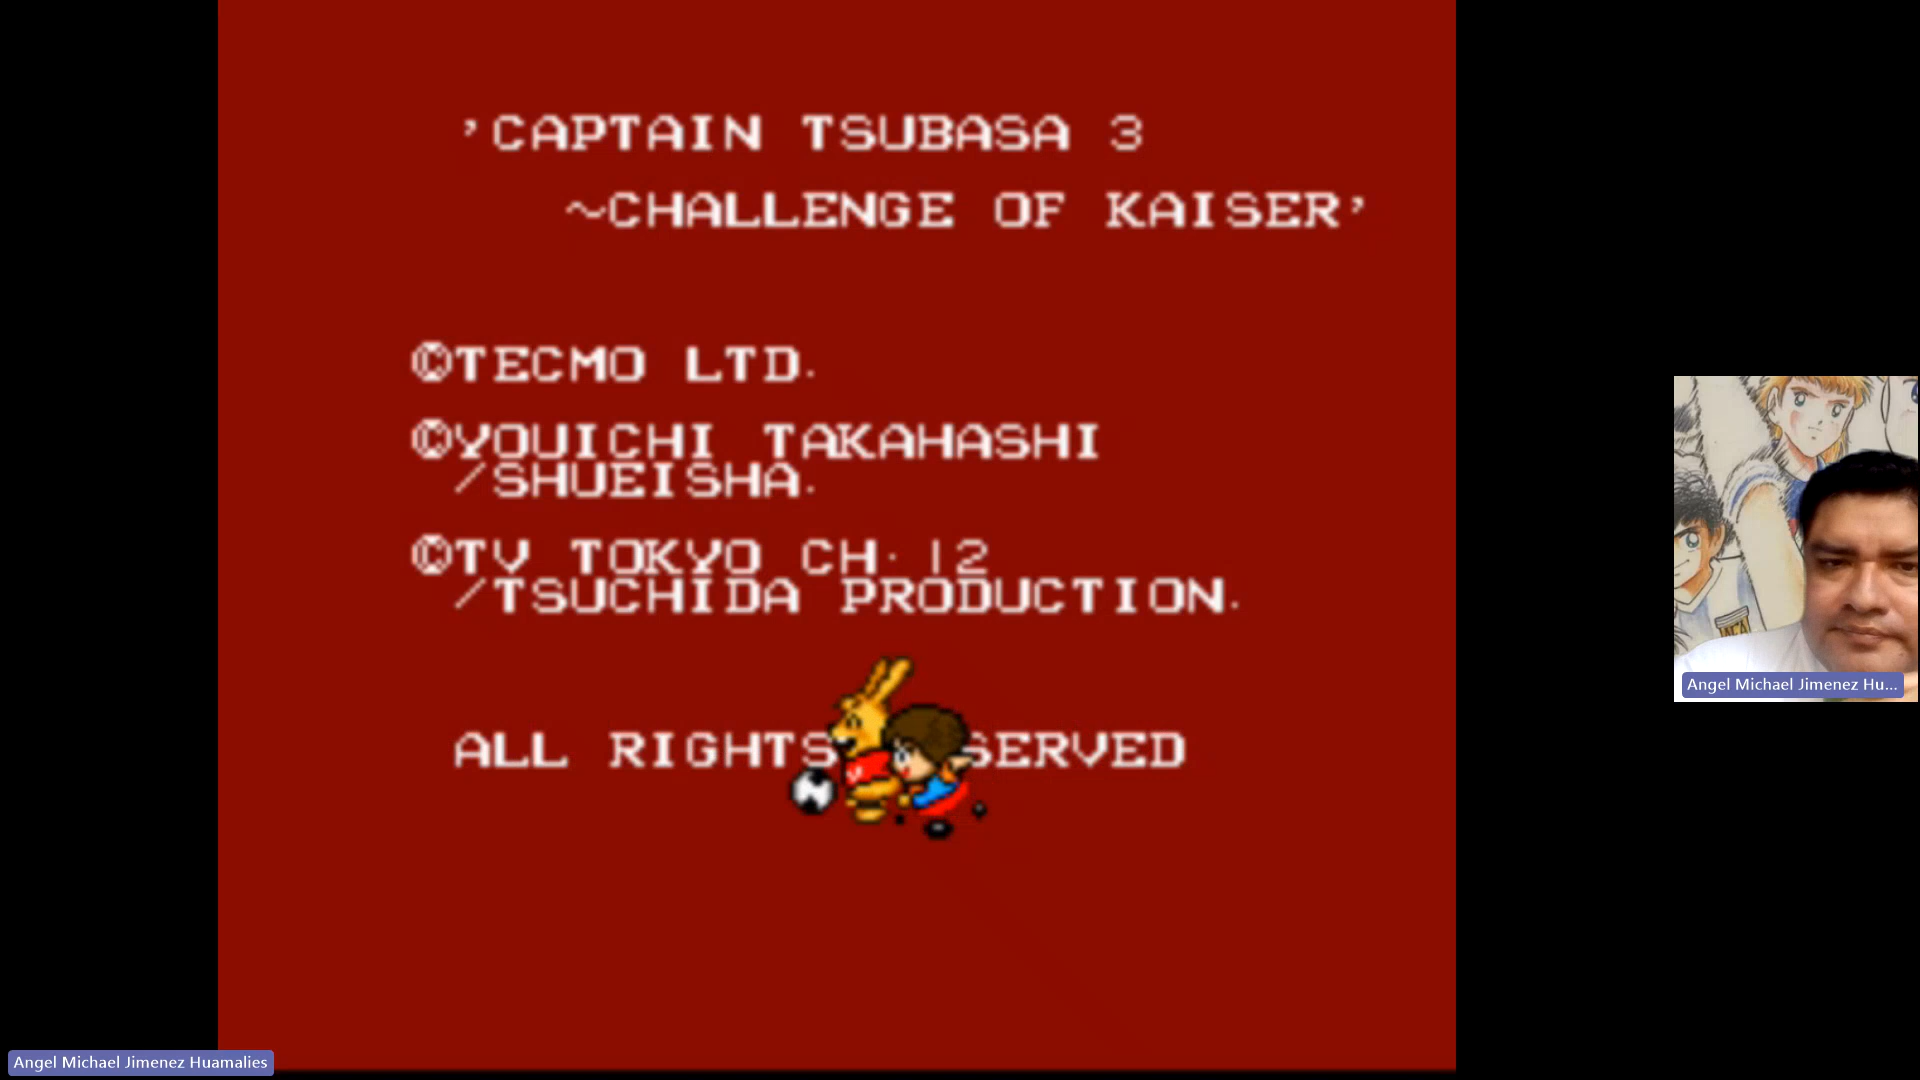 ’CAPTAIN TSUBASA 3
~CHALLENGE OF KAISER’
©TECMO LTD.
©YOUICHI TAKAHASHI
/SHUEISHA.
©TV TOKYO CH.12
/TSUCHIDA PRODUCTION.
ALL RIGHTS SERVED
Angel Michael Jimenez Hu...
Angel Michael Jimenez Huamalies